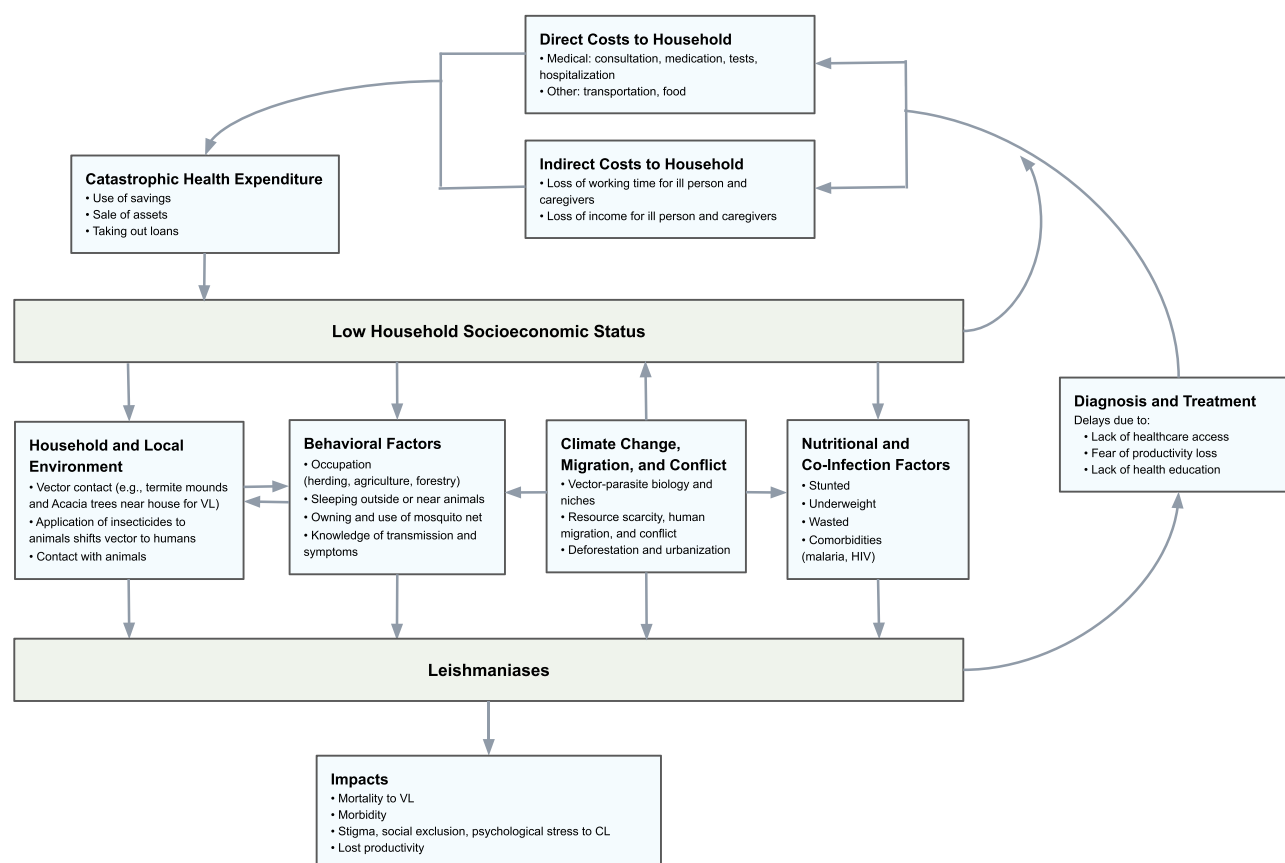 Direct Costs to Household
• Medical: consultation, medication, tests,
hospitalization
• Other: transportation, food
Indirect Costs to Household
• Loss of working time for ill person and
caregivers
• Loss of income for ill person and caregivers
Catastrophic Health Expenditure
• Use of savings
• Sale of assets
• Taking out loans
Low Household Socioeconomic Status
Household and Local
Environment
• Vector contact (e.g., termite mounds
and Acacia trees near house for VL)
• Application of insecticides to
animals shifts vector to humans
• Contact with animals
Behavioral Factors
• Occupation
(herding, agriculture, forestry)
• Sleeping outside or near animals
• Owning and use of mosquito net
• Knowledge of transmission and
symptoms
Climate Change,
Migration, and Conflict
• Vector-parasite biology and
niches
• Resource scarcity, human
migration, and conflict
• Deforestation and urbanization
Nutritional and
Co-Infection Factors
• Stunted
• Underweight
• Wasted
• Comorbidities
(malaria, HIV)
Diagnosis and Treatment
Delays due to:
• Lack of healthcare access
• Fear of productivity loss
• Lack of health education
Leishmaniases
Impacts
• Mortality to VL
• Morbidity
• Stigma, social exclusion, psychological stress to CL
• Lost productivity